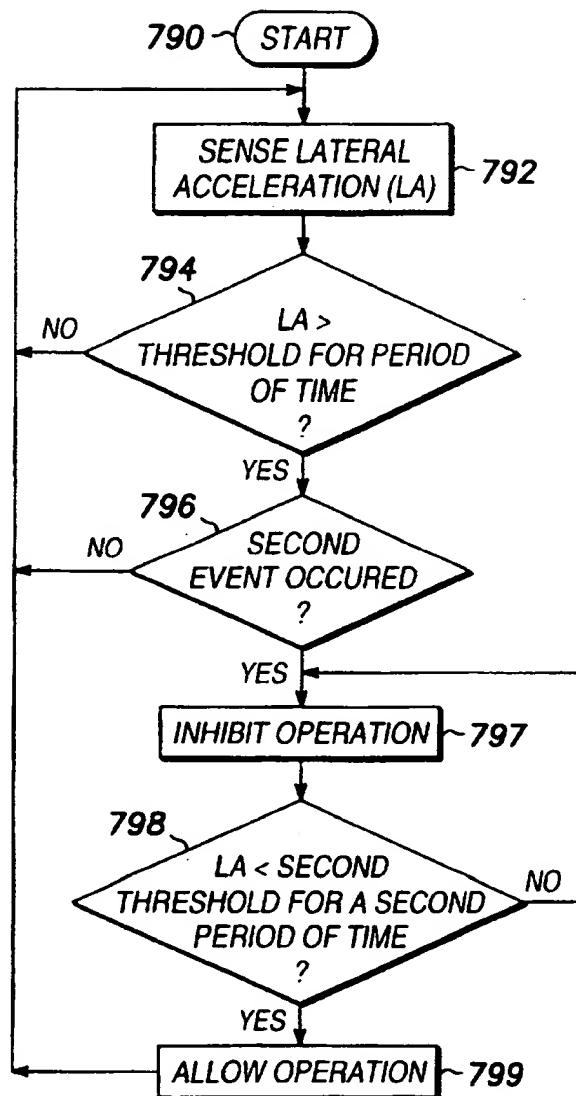 790
START
SENSE LATERAL
ACCELERATION (LA)
792
794
NO
LA >
THRESHOLD FOR PERIOD
OF TIME
?
YES
796
NO
SECOND
EVENT OCCURED
?
YES
INHIBIT OPERATION
797
798
LA < SECOND
THRESHOLD FOR A SECOND
PERIOD OF TIME
?
NO
YES
ALLOW OPERATION
799